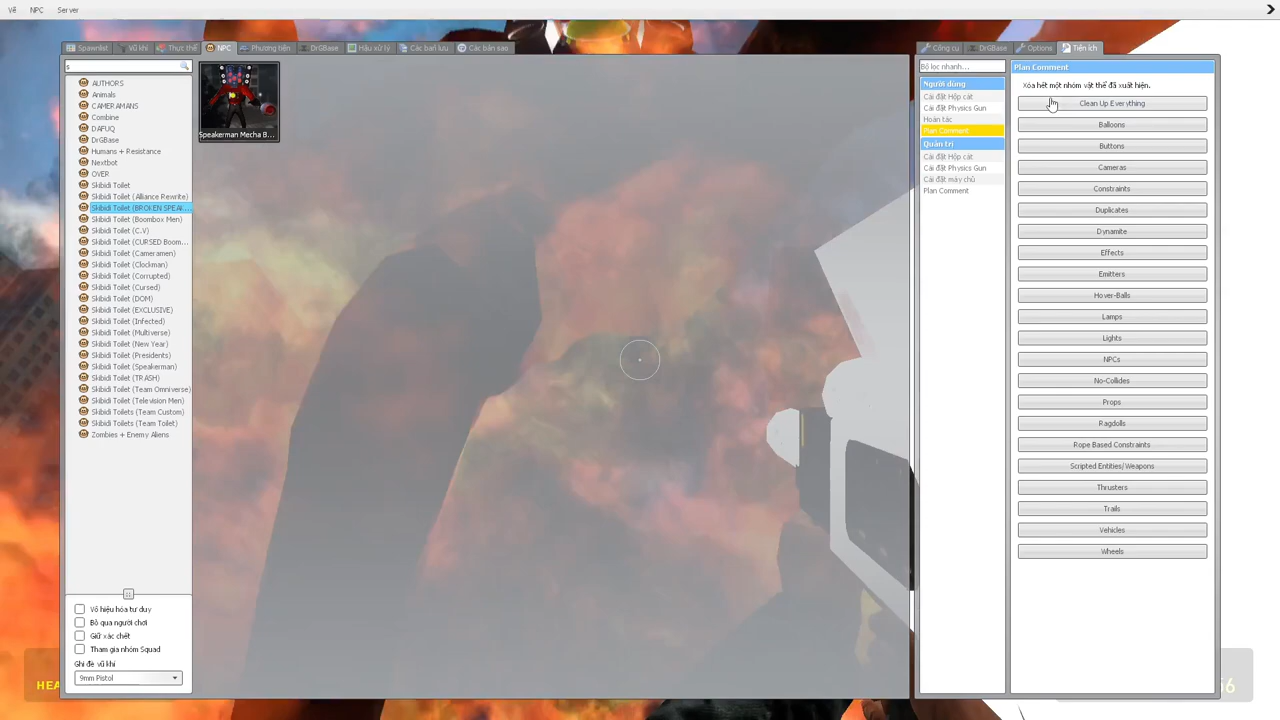 Vẽ NPC Server
Spawnlist Vũ khí Thực thể NPC Phương tiện DrGBase Hậu xử lý Các bản lưu Các bản sao
Công cụ DrGBase Options Tiện ích
s
AUTHORS
Animals
CAMERAMANS
Combine
DAFUQ
DrGBase
Humans + Resistance
Nextbot
OVER
Skibidi Toilet
Skibidi Toilet (Alliance Rewrite)
Skibidi Toilet (BROKEN SPEAK...
Skibidi Toilet (Boombox Men)
Skibidi Toilet (C.V)
Skibidi Toilet (CURSED Boom...
Skibidi Toilet (Cameramen)
Skibidi Toilet (Clockman)
Skibidi Toilet (Corrupted)
Skibidi Toilet (Cursed)
Skibidi Toilet (DOM)
Skibidi Toilet (EXCLUSIVE)
Skibidi Toilet (Infected)
Skibidi Toilet (Multiverse)
Skibidi Toilet (New Year)
Skibidi Toilet (Presidents)
Skibidi Toilet (Speakerman)
Skibidi Toilet (TRASH)
Skibidi Toilet (Team Omniverse)
Skibidi Toilet (Television Men)
Skibidi Toilets (Team Custom)
Skibidi Toilets (Team Toilet)
Zombies + Enemy Aliens
Vô hiệu hóa tư duy
Bỏ qua người chơi
Giữ xác chết
Tham gia nhóm Squad
Ghi đè vũ khí
9mm Pistol
Speakerman Mecha B...
Bộ lọc nhanh...
Người dùng
Cài đặt Hộp cát
Cài đặt Physics Gun
Hoàn tác
Plan Comment
Quản trị
Cài đặt Hộp cát
Cài đặt Physics Gun
Cài đặt máy chủ
Plan Comment
Plan Comment
Xóa hết một nhóm vật thể đã xuất hiện.
Clean Up Everything
Balloons
Buttons
Cameras
Constraints
Duplicates
Dynamite
Effects
Emitters
Hover-Balls
Lamps
Lights
NPCs
No-Collides
Props
Ragdolls
Rope Based Constraints
Scripted Entities/Weapons
Thrusters
Trails
Vehicles
Wheels
HEA